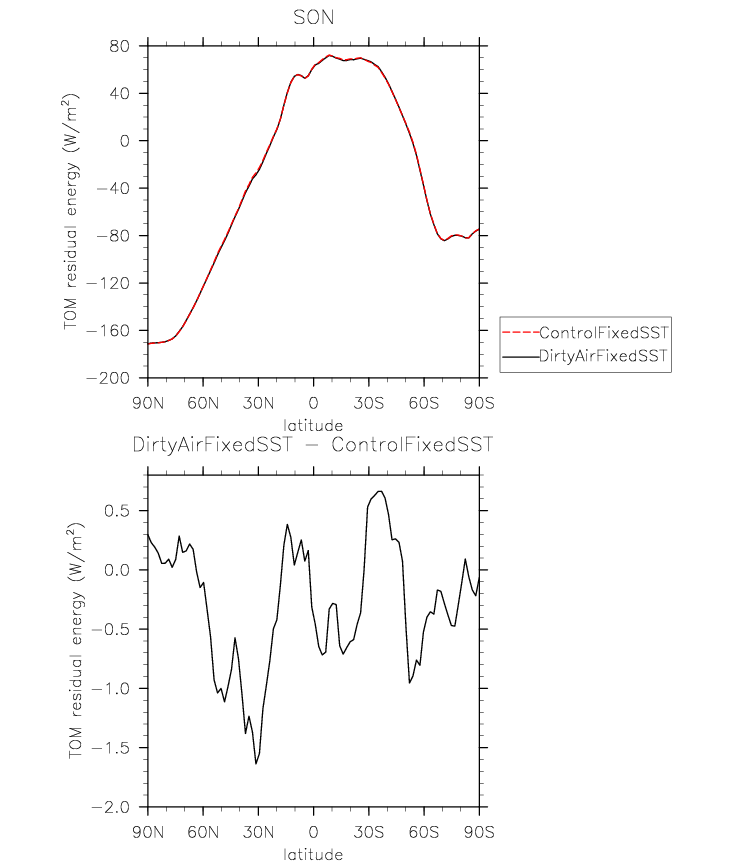 SON
TOM residual energy (W/m²)
80
40
0
−40
−80
−120
−160
−200
90N 60N 30N 0 30S 60S 90S
latitude
ControlFixedSST
DirtyAirFixedSST
DirtyAirFixedSST − ControlFixedSST
TOM residual energy (W/m²)
0.5
0.0
−0.5
−1.0
−1.5
−2.0
90N 60N 30N 0 30S 60S 90S
latitude